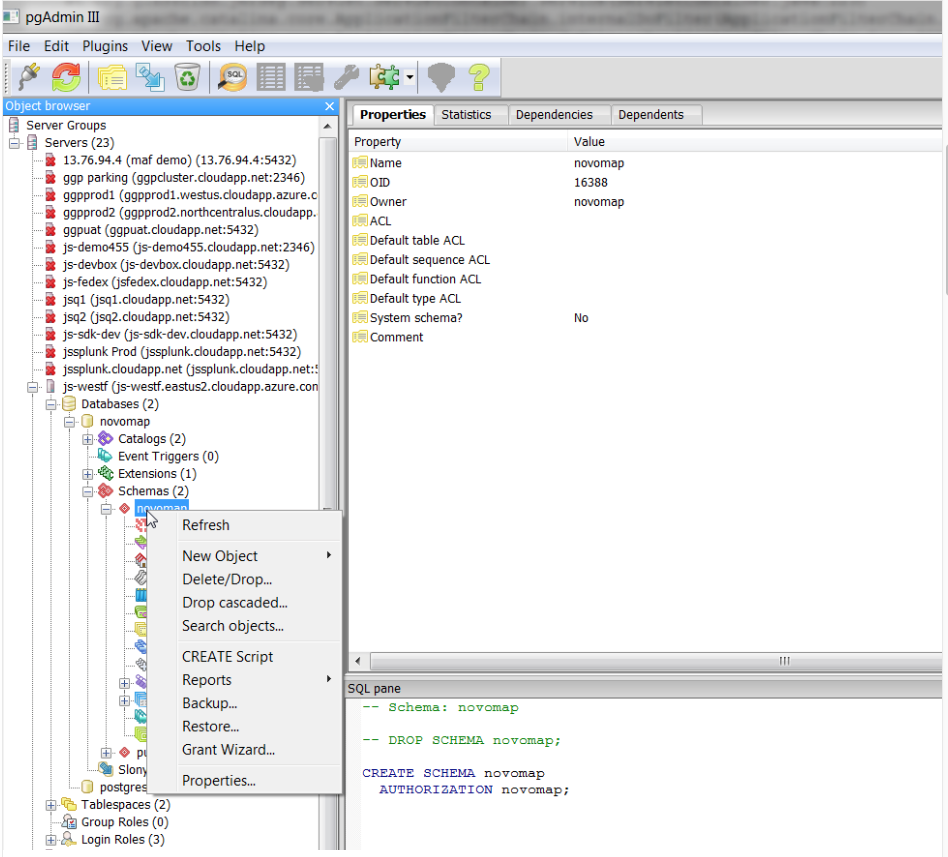 pgAdmin III
File Edit Plugins View Tools Help
SQL
Object browser
Server Groups
Servers (23)
13.76.94.4 (maf demo) (13.76.94.4:5432)
ggp parking (ggpcluster.cloudapp.net:2346)
ggpprod1 (ggpprod1.westus.cloudapp.azure.c
ggpprod2 (ggpprod2.northcentralus.cloudapp.
ggpuat (ggpuat.cloudapp.net:5432)
js-demo455 (js-demo455.cloudapp.net:2346)
js-devbox (js-devbox.cloudapp.net:5432)
js-fedex (jsfedex.cloudapp.net:5432)
jsq1 (jsq1.cloudapp.net:5432)
jsq2 (jsq2.cloudapp.net:5432)
js-sdk-dev (js-sdk-dev.cloudapp.net:5432)
jssplunk Prod (jssplunk.cloudapp.net:5432)
jssplunk.cloudapp.net (jssplunk.cloudapp.net:5
js-westf (js-westf.eastus2.cloudapp.azure.con
Databases (2)
novomap
Catalogs (2)
Event Triggers (0)
Extensions (1)
Schemas (2)
novomap
pu
Slony
postgres
Tablespaces (2)
Group Roles (0)
Login Roles (3)
Refresh
New Object
Delete/Drop...
Drop cascaded...
Search objects...
CREATE Script
Reports
Backup...
Restore...
Grant Wizard...
Properties...
Properties Statistics Dependencies Dependents
Property Value
Name novomap
OID 16388
Owner novomap
ACL
Default table ACL
Default sequence ACL
Default function ACL
Default type ACL
System schema? No
Comment
SQL pane
-- Schema: novomap
-- DROP SCHEMA novomap;
CREATE SCHEMA novomap
AUTHORIZATION novomap;